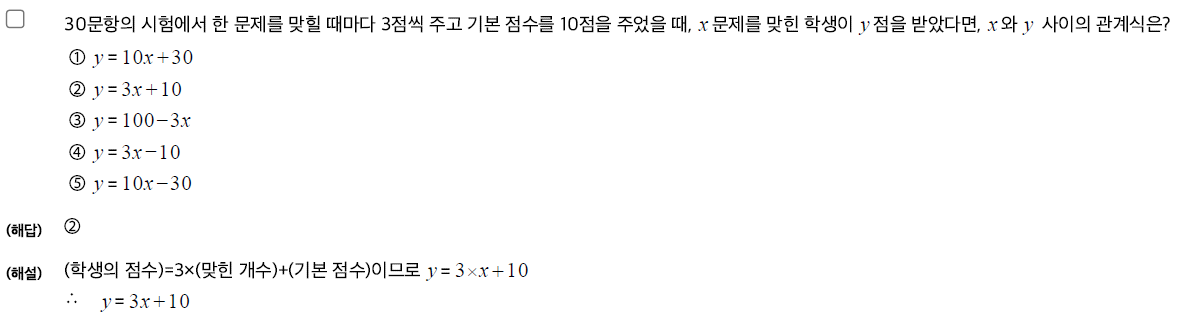 30문항의 시험에서 한 문제를 맞힐 때마다 3점씩 주고 기본 점수를 10점을 주었을 때, x문제를 맞힌 학생이 y점을 받았다면, x와 y 사이의 관계식은?
① y=10x+30
② y=3x+10
③ y=100-3x
④ y=3x-10
⑤ y=10x-30
(해답) ②
(해설) (학생의 점수)=3×(맞힌 개수)+(기본 점수)이므로 y=3×x+10
∴ y=3x+10